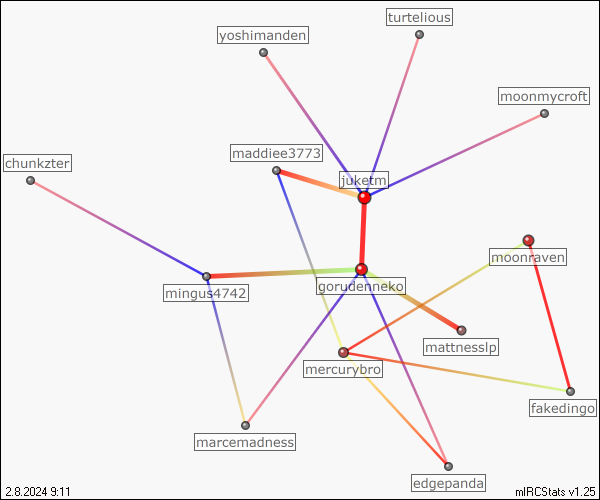 turtelious
yoshimanden
moonmycroft
maddiee3773
chunkzter
juketm
moonraven
gorudenneko
mingus4742
mattnesslp
mercurybro
fakedingo
marcemadness
edgepanda
2.8.2024 9:11
mIRCStats v1.25